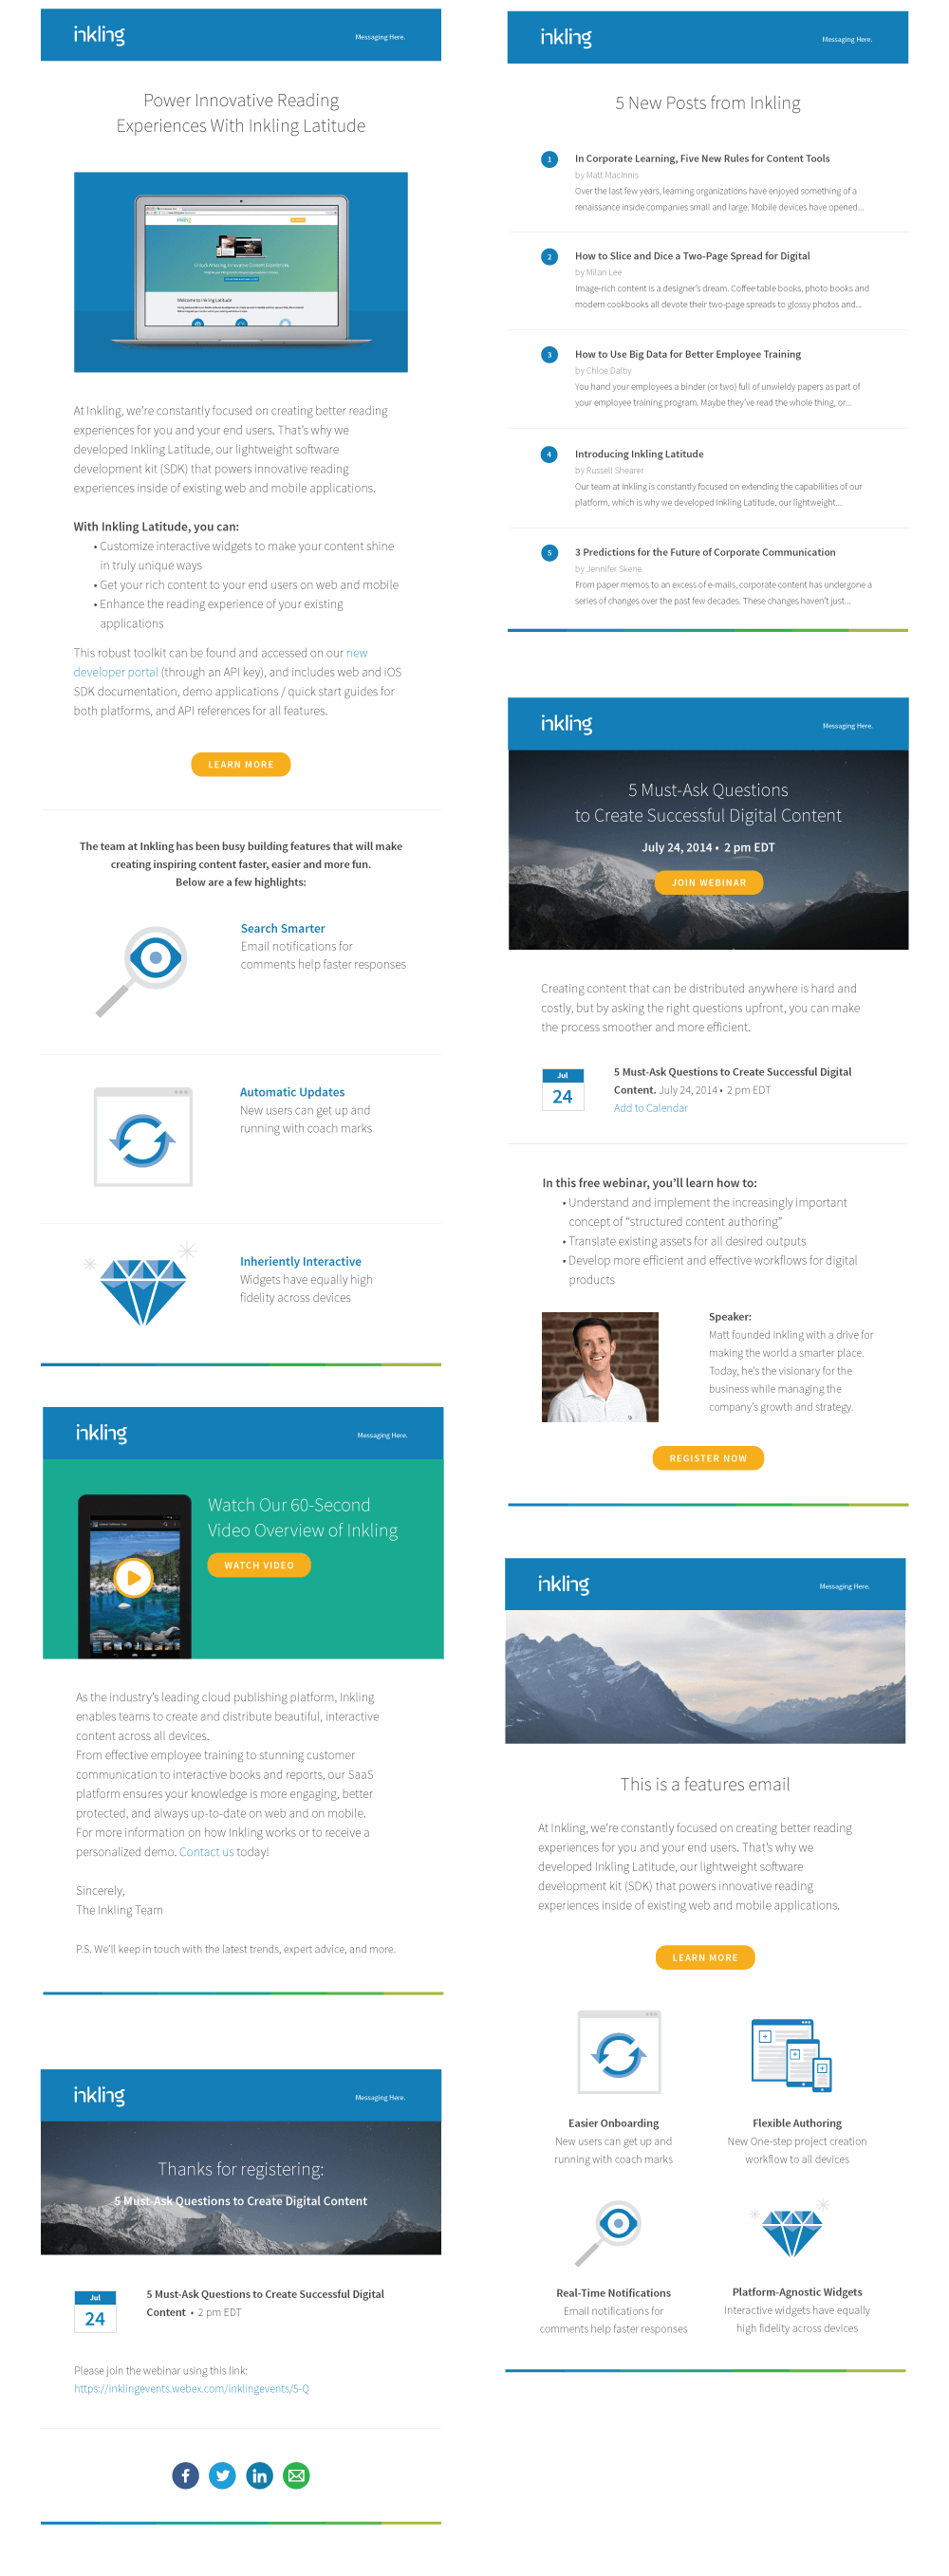 inkling
Messaging Here.
Power Innovative Reading
Experiences With Inkling Latitude
inkling
Welcome to Inkling Latitude
At Inkling, we're constantly focused on creating better reading
experiences for you and your end users. That's why we
developed Inkling Latitude, our lightweight software
development kit (SDK) that powers innovative reading
experiences inside of existing web and mobile applications.
With Inkling Latitude, you can:
• Customize interactive widgets to make your content shine
in truly unique ways
• Get your rich content to your end users on web and mobile
• Enhance the reading experience of your existing
applications
This robust toolkit can be found and accessed on our new
developer portal (through an API key), and includes web and iOS
SDK documentation, demo applications / quick start guides for
both platforms, and API references for all features.
LEARN MORE
The team at Inkling has been busy building features that will make
creating inspiring content faster, easier and more fun.
Below are a few highlights:
Search Smarter
Email notifications for
comments help faster responses
Automatic Updates
New users can get up and
running with coach marks
Inheriently Interactive
Widgets have equally high
fidelity across devices
inkling
Messaging Here.
Watch Our 60-Second
Video Overview of Inkling
WATCH VIDEO
As the industry's leading cloud publishing platform, Inkling
enables teams to create and distribute beautiful, interactive
content across all devices.
From effective employee training to stunning customer
communication to interactive books and reports, our SaaS
platform ensures your knowledge is more engaging, better
protected, and always up-to-date on web and on mobile.
For more information on how Inkling works or to receive a
personalized demo. Contact us today!
Sincerely,
The Inkling Team
P.S. We'll keep in touch with the latest trends, expert advice, and more.
inkling
Messaging Here.
Thanks for registering:
5 Must-Ask Questions to Create Digital Content
Jul
24
5 Must-Ask Questions to Create Successful Digital
Content • 2 pm EDT
Please join the webinar using this link:
https://inklingevents.webex.com/inklingevents/5-Q
inkling
Messaging Here.
5 New Posts from Inkling
1
In Corporate Learning, Five New Rules for Content Tools
by Matt MacInnis
Over the last few years, learning organizations have enjoyed something of a
renaissance inside companies small and large. Mobile devices have opened...
2
How to Slice and Dice a Two-Page Spread for Digital
by Milan Lee
Image-rich content is a designer's dream. Coffee table books, photo books and
modern cookbooks all devote their two-page spreads to glossy photos and...
3
How to Use Big Data for Better Employee Training
by Chloe Dalby
You hand your employees a binder (or two) full of unwieldy papers as part of
your employee training program. Maybe they've read the whole thing, or...
4
Introducing Inkling Latitude
by Russell Shearer
Our team at Inkling is constantly focused on extending the capabilities of our
platform, which is why we developed Inkling Latitude, our lightweight...
5
3 Predictions for the Future of Corporate Communication
by Jennifer Skene
From paper memos to an excess of e-mails, corporate content has undergone a
series of changes over the past few decades. These changes haven't just...
inkling
Messaging Here.
5 Must-Ask Questions
to Create Successful Digital Content
July 24, 2014 • 2 pm EDT
JOIN WEBINAR
Creating content that can be distributed anywhere is hard and
costly, but by asking the right questions upfront, you can make
the process smoother and more efficient.
Jul
24
5 Must-Ask Questions to Create Successful Digital
Content. July 24, 2014 • 2 pm EDT
Add to Calendar
In this free webinar, you'll learn how to:
• Understand and implement the increasingly important
concept of "structured content authoring"
• Translate existing assets for all desired outputs
• Develop more efficient and effective workflows for digital
products
Speaker:
Matt founded Inkling with a drive for
making the world a smarter place.
Today, he's the visionary for the
business while managing the
company's growth and strategy.
REGISTER NOW
inkling
Messaging Here.
This is a features email
At Inkling, we're constantly focused on creating better reading
experiences for you and your end users. That's why we
developed Inkling Latitude, our lightweight software
development kit (SDK) that powers innovative reading
experiences inside of existing web and mobile applications.
LEARN MORE
Easier Onboarding
New users can get up and
running with coach marks
Flexible Authoring
New One-step project creation
workflow to all devices
Real-Time Notifications
Email notifications for
comments help faster responses
Platform-Agnostic Widgets
Interactive widgets have equally
high fidelity across devices